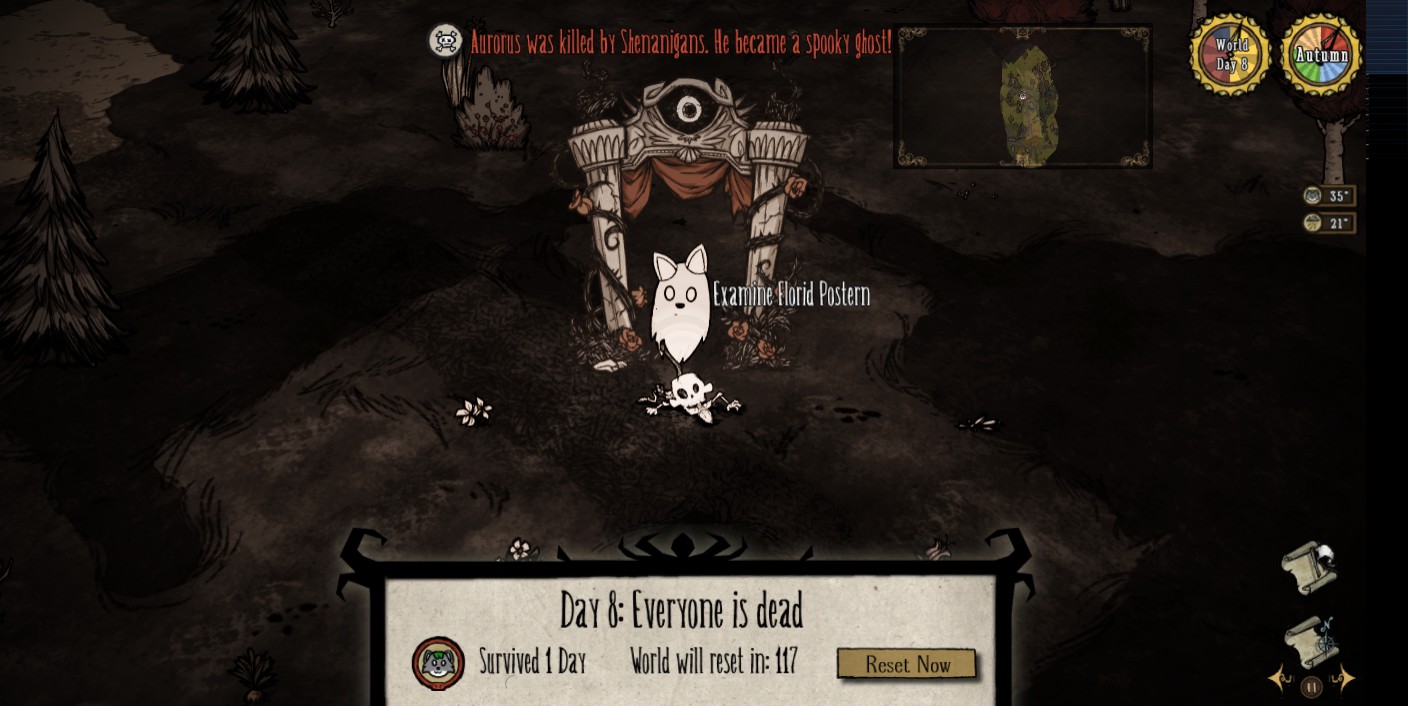 Aurorus was killed by Shenanigans. He became a spooky ghost!
World
Day 8
Autumn
35°
21°
Examine Florid Postern
Day 8: Everyone is dead
Survived 1 Day
World will reset in: 117
Reset Now
N